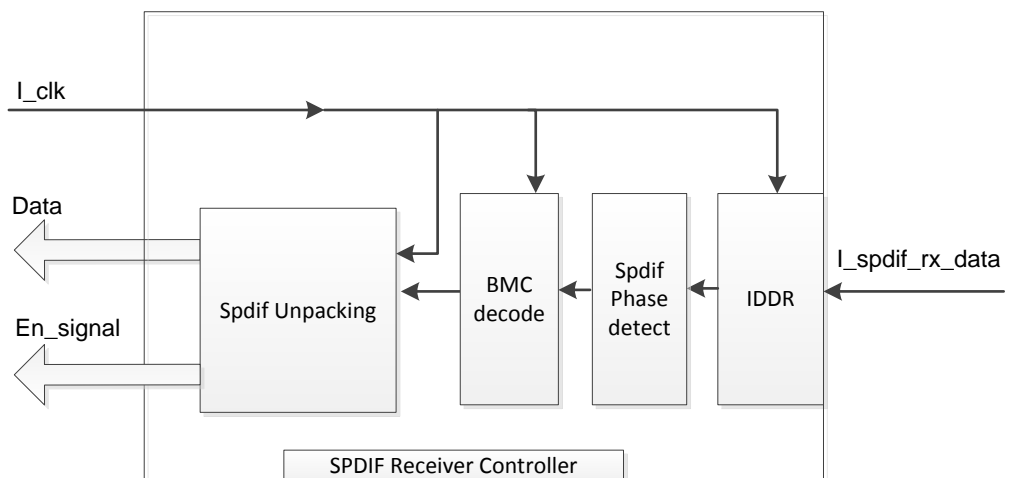 I_clk
Data
En_signal
Spdif Unpacking
BMC
decode
Spdif
Phase
detect
IDDR
I_spdif_rx_data
SPDIF Receiver Controller